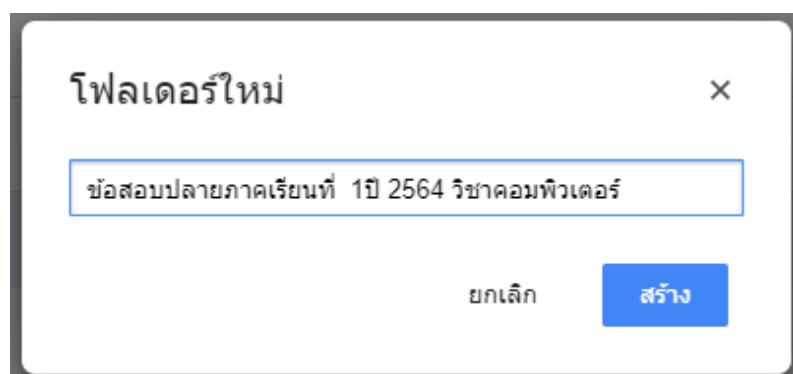 โฟลเดอร์ใหม่ ×
ข้อสอบปลายภาคเรียนที่  1ปี 2564 วิชาคอมพิวเตอร์
ยกเลิก สร้าง